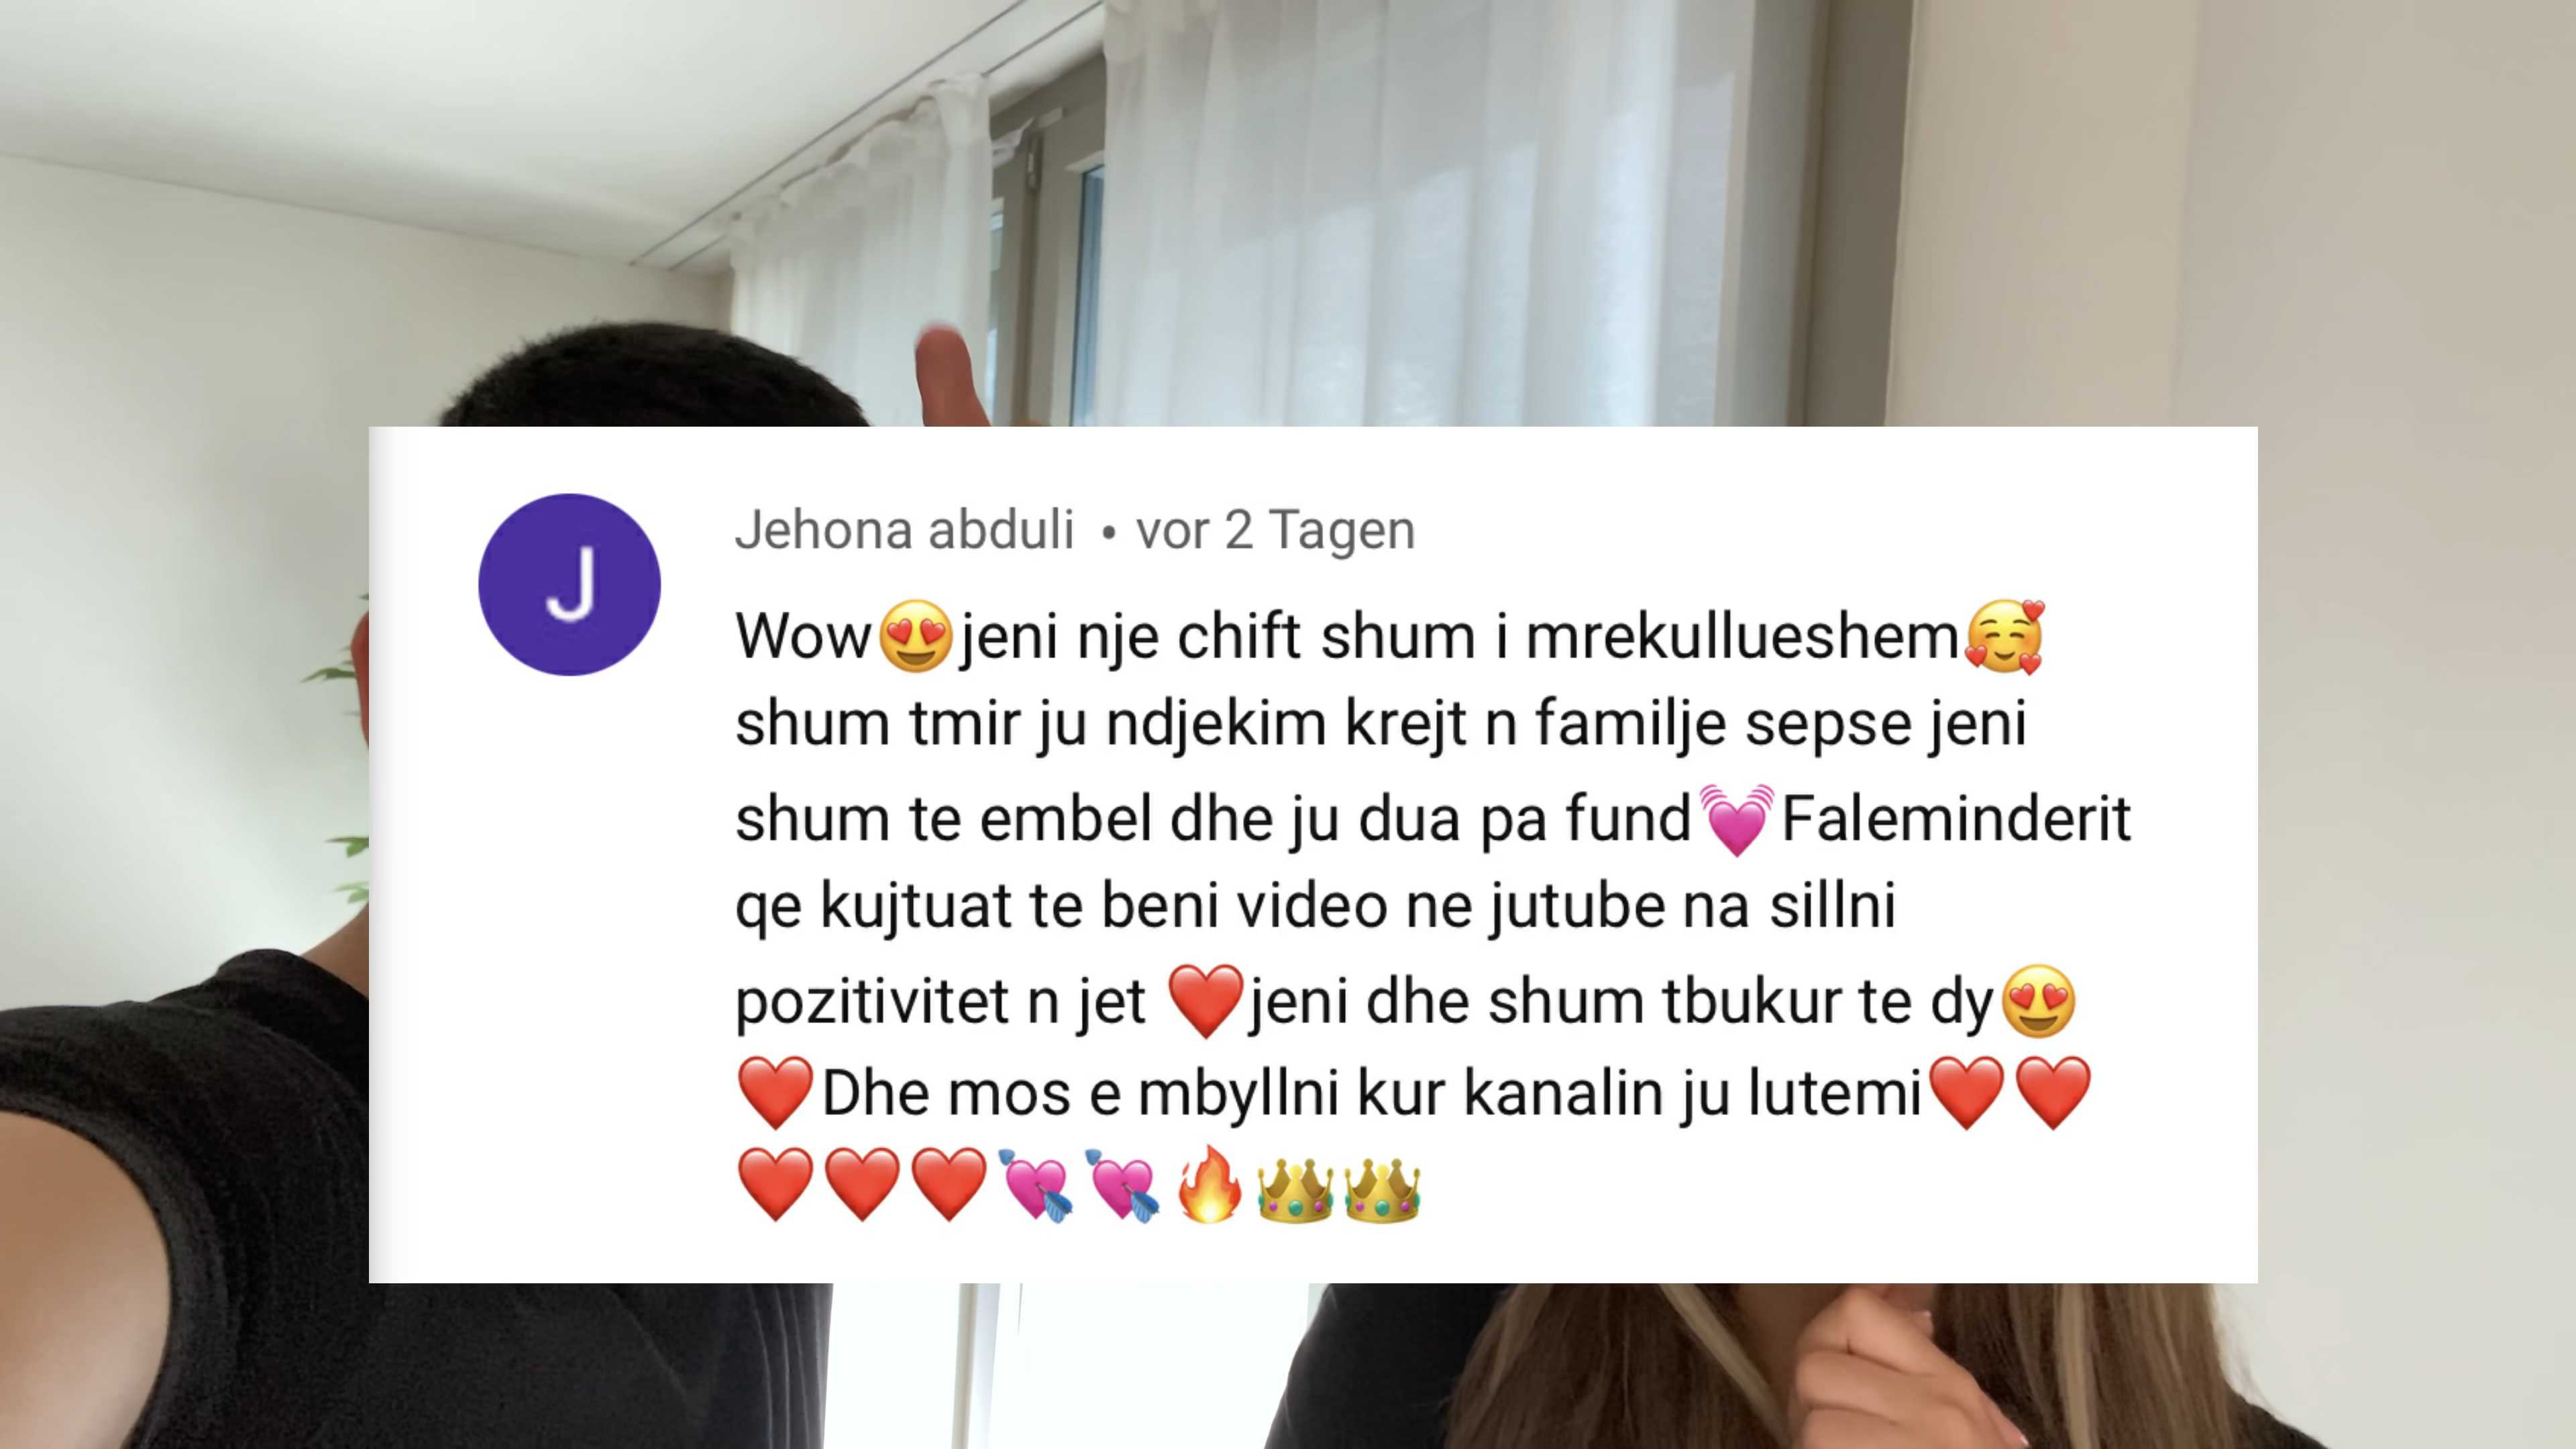 J
Jehona abduli • vor 2 Tagen
Wow😍jeni nje chift shum i mrekullueshem🥰
shum tmir ju ndjekim krejt n familje sepse jeni
shum te embel dhe ju dua pa fund💓Faleminderit
qe kujtuat te beni video ne jutube na sillni
pozitivitet n jet ❤️jeni dhe shum tbukur te dy😍
❤️Dhe mos e mbyllni kur kanalin ju lutemi❤️❤️
❤️❤️❤️💘💘🔥👑👑